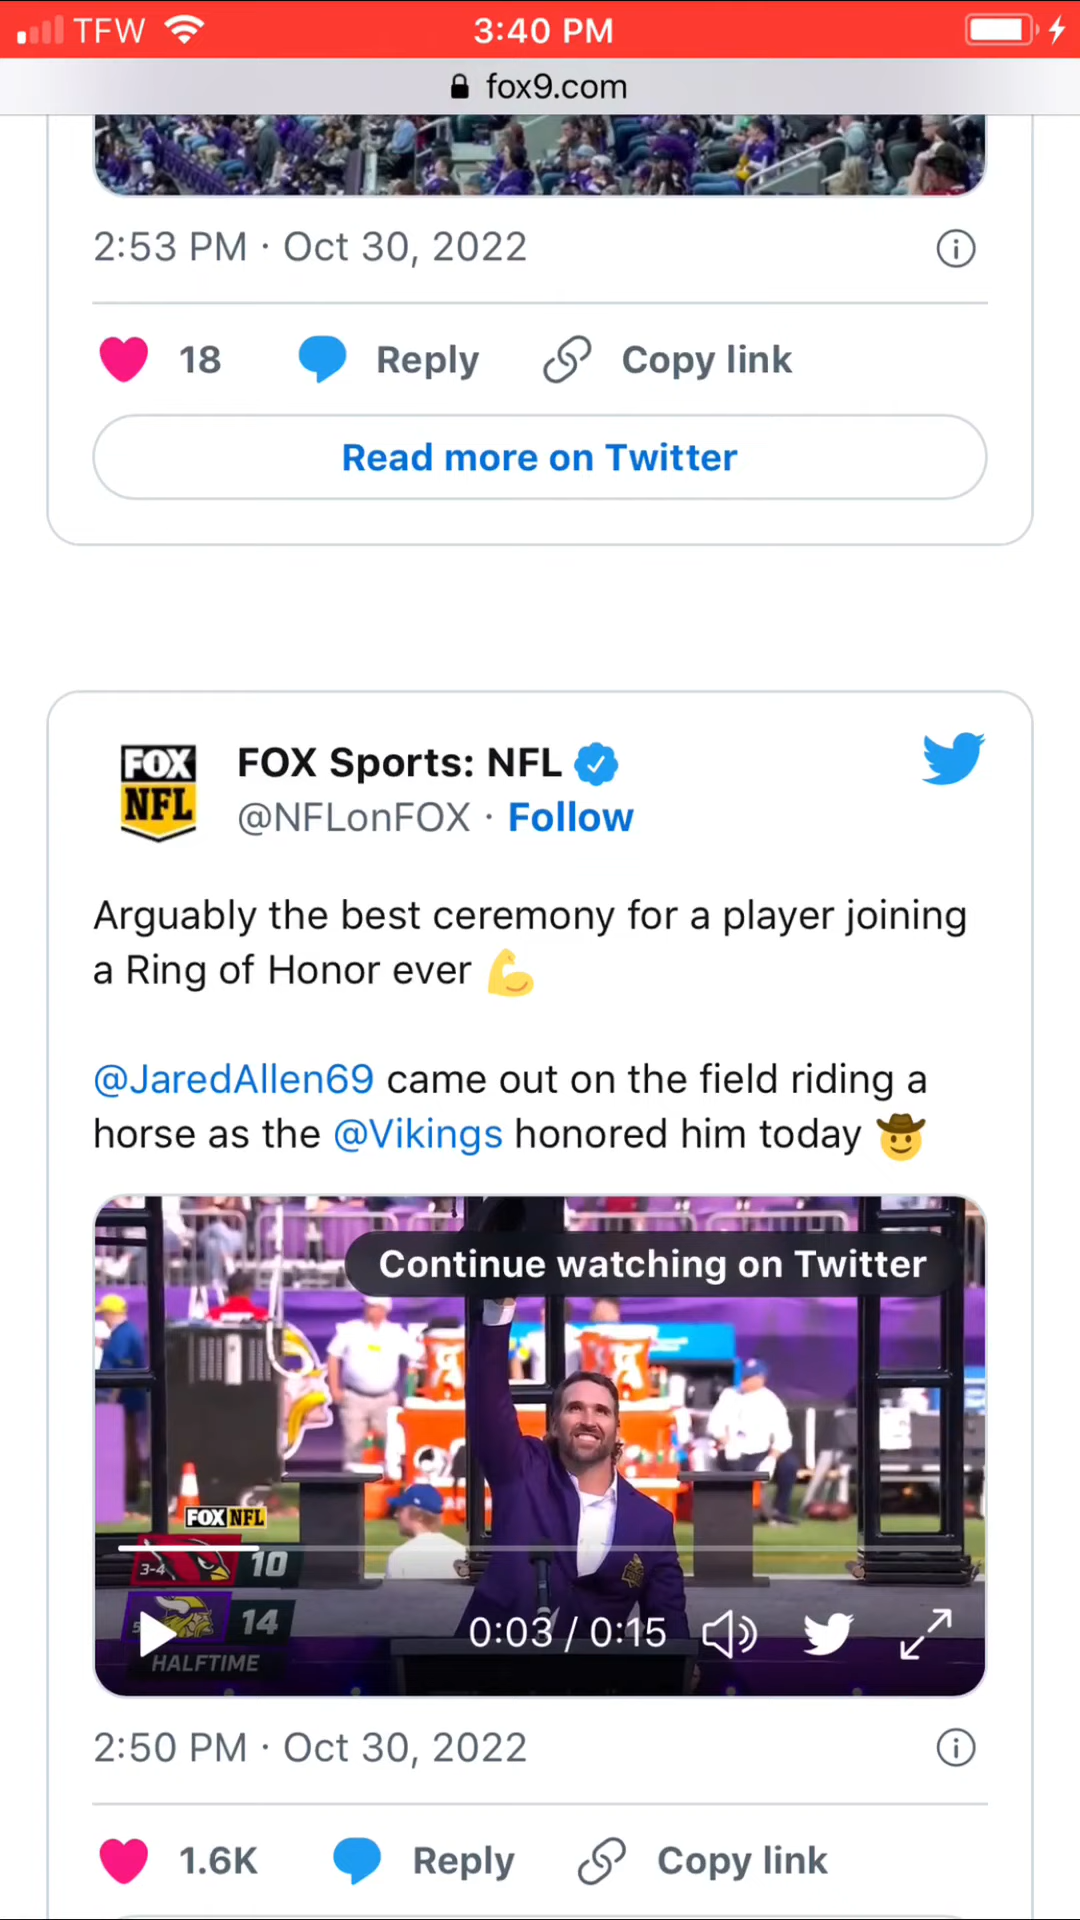 TFW 3:40 PM
fox9.com
2:53 PM · Oct 30, 2022
18 Reply Copy link
Read more on Twitter
FOX NFL
FOX Sports: NFL
@NFLonFOX · Follow
Arguably the best ceremony for a player joining
a Ring of Honor ever 💪
@JaredAllen69 came out on the field riding a
horse as the @Vikings honored him today 🤠
Continue watching on Twitter
FOX NFL
3-4 10
14
HALFTIME
0:03 / 0:15
2:50 PM · Oct 30, 2022
1.6K Reply Copy link